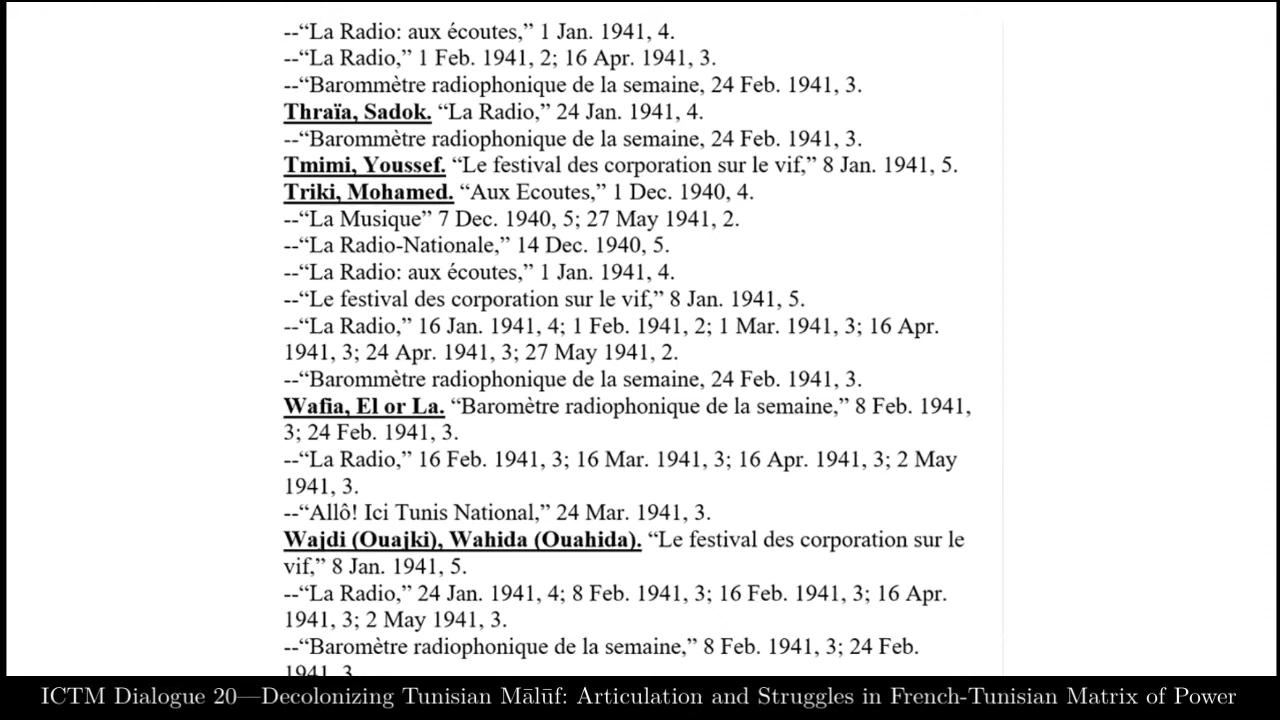 --“La Radio: aux écoutes,” 1 Jan. 1941, 4.
--“La Radio,” 1 Feb. 1941, 2; 16 Apr. 1941, 3.
--“Barommètre radiophonique de la semaine, 24 Feb. 1941, 3.
Thraïa, Sadok. “La Radio,” 24 Jan. 1941, 4.
--“Barommètre radiophonique de la semaine, 24 Feb. 1941, 3.
Tmimi, Youssef. “Le festival des corporation sur le vif,” 8 Jan. 1941, 5.
Triki, Mohamed. “Aux Ecoutes,” 1 Dec. 1940, 4.
--“La Musique” 7 Dec. 1940, 5; 27 May 1941, 2.
--“La Radio-Nationale,” 14 Dec. 1940, 5.
--“La Radio: aux écoutes,” 1 Jan. 1941, 4.
--“Le festival des corporation sur le vif,” 8 Jan. 1941, 5.
--“La Radio,” 16 Jan. 1941, 4; 1 Feb. 1941, 2; 1 Mar. 1941, 3; 16 Apr.
1941, 3; 24 Apr. 1941, 3; 27 May 1941, 2.
--“Barommètre radiophonique de la semaine, 24 Feb. 1941, 3.
Wafia, El or La. “Baromètre radiophonique de la semaine,” 8 Feb. 1941,
3; 24 Feb. 1941, 3.
--“La Radio,” 16 Feb. 1941, 3; 16 Mar. 1941, 3; 16 Apr. 1941, 3; 2 May
1941, 3.
--“Allô! Ici Tunis National,” 24 Mar. 1941, 3.
Wajdi (Ouajki), Wahida (Ouahida). “Le festival des corporation sur le
vif,” 8 Jan. 1941, 5.
--“La Radio,” 24 Jan. 1941, 4; 8 Feb. 1941, 3; 16 Feb. 1941, 3; 16 Apr.
1941, 3; 2 May 1941, 3.
--“Baromètre radiophonique de la semaine,” 8 Feb. 1941, 3; 24 Feb.
1941, 3
ICTM Dialogue 20—Decolonizing Tunisian Mālūf: Articulation and Struggles in French-Tunisian Matrix of Power